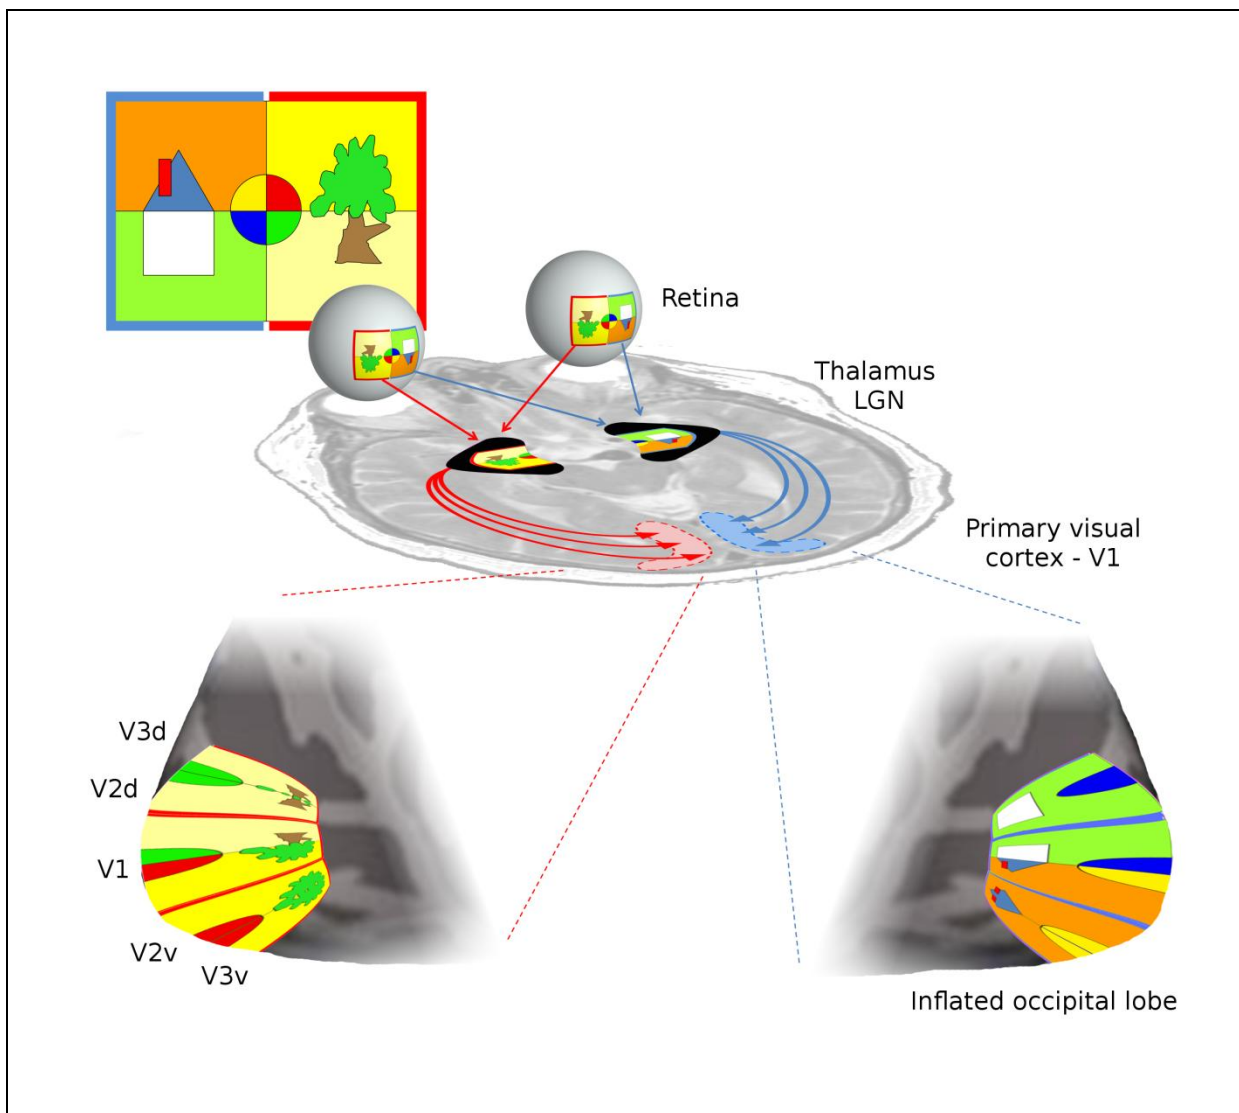 Retina
Thalamus
LGN
Primary visual
cortex - V1
V3d
V2d
V1
V2v
V3v
Inflated occipital lobe